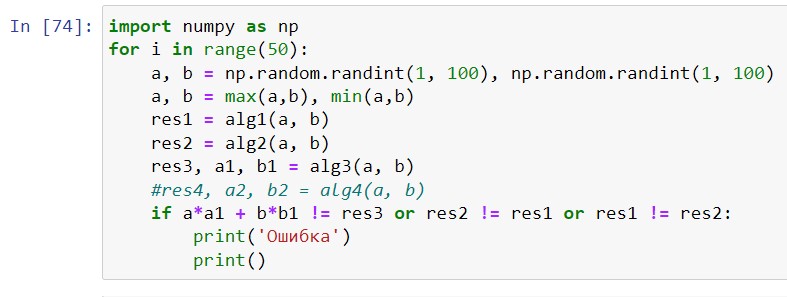 In [74]: import numpy as np
for i in range(50):
    a, b = np.random.randint(1, 100), np.random.randint(1, 100)
    a, b = max(a,b), min(a,b)
    res1 = alg1(a, b)
    res2 = alg2(a, b)
    res3, a1, b1 = alg3(a, b)
    #res4, a2, b2 = alg4(a, b)
    if a*a1 + b*b1 != res3 or res2 != res1 or res1 != res2:
        print('Ошибка')
        print()